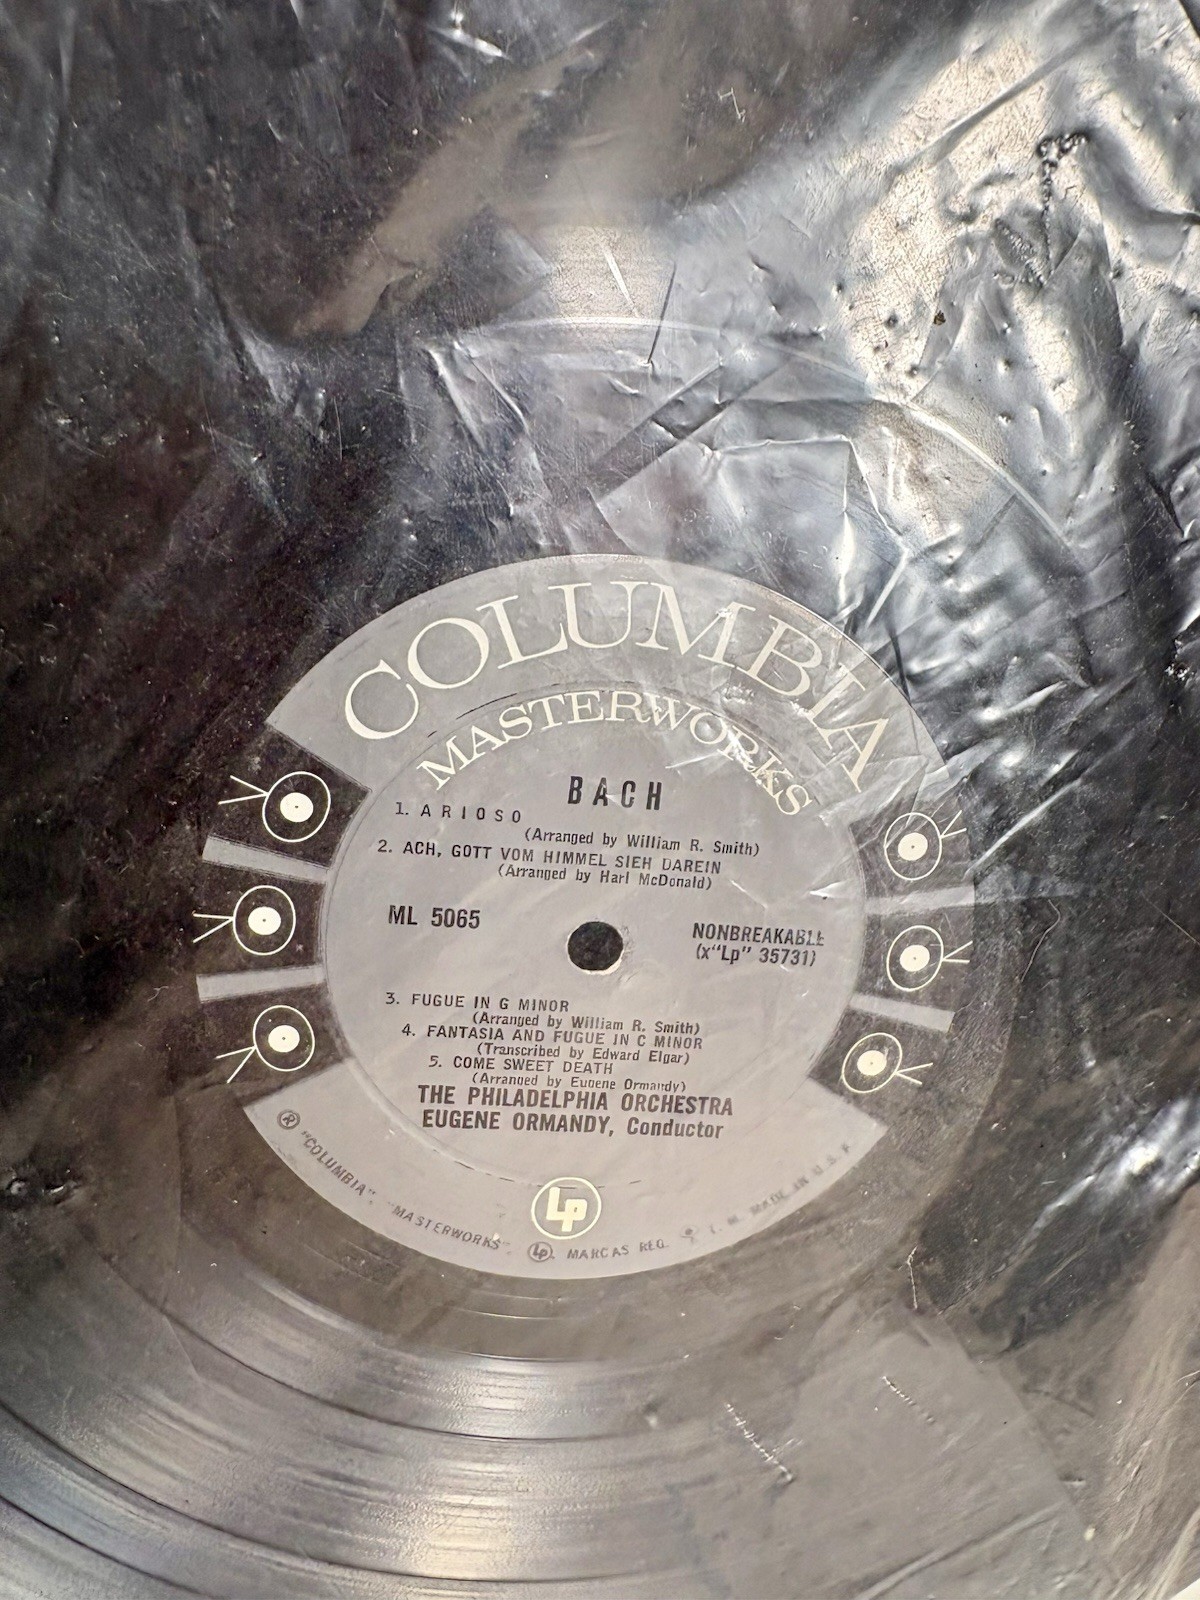 COLUMBIA
MASTERWORKS
BACH
1. ARIOSO
(Arranged by William R. Smith)
2. ACH, GOTT VOM HIMMEL SIEH DAREIN
(Arranged by Harl McDonald)
ML 5065
NONBREAKABLE
(x"Lp" 35731)
3. FUGUE IN G MINOR
(Arranged by William R. Smith)
4. FANTASIA AND FUGUE IN C MINOR
(Transcribed by Edward Elgar)
5. COME SWEET DEATH
(Arranged by Eugene Ormandy)
THE PHILADELPHIA ORCHESTRA
EUGENE ORMANDY, Conductor
Lp
® "COLUMBIA", "MASTERWORKS", Lp. MARCAS REG. MADE IN U.S.A.